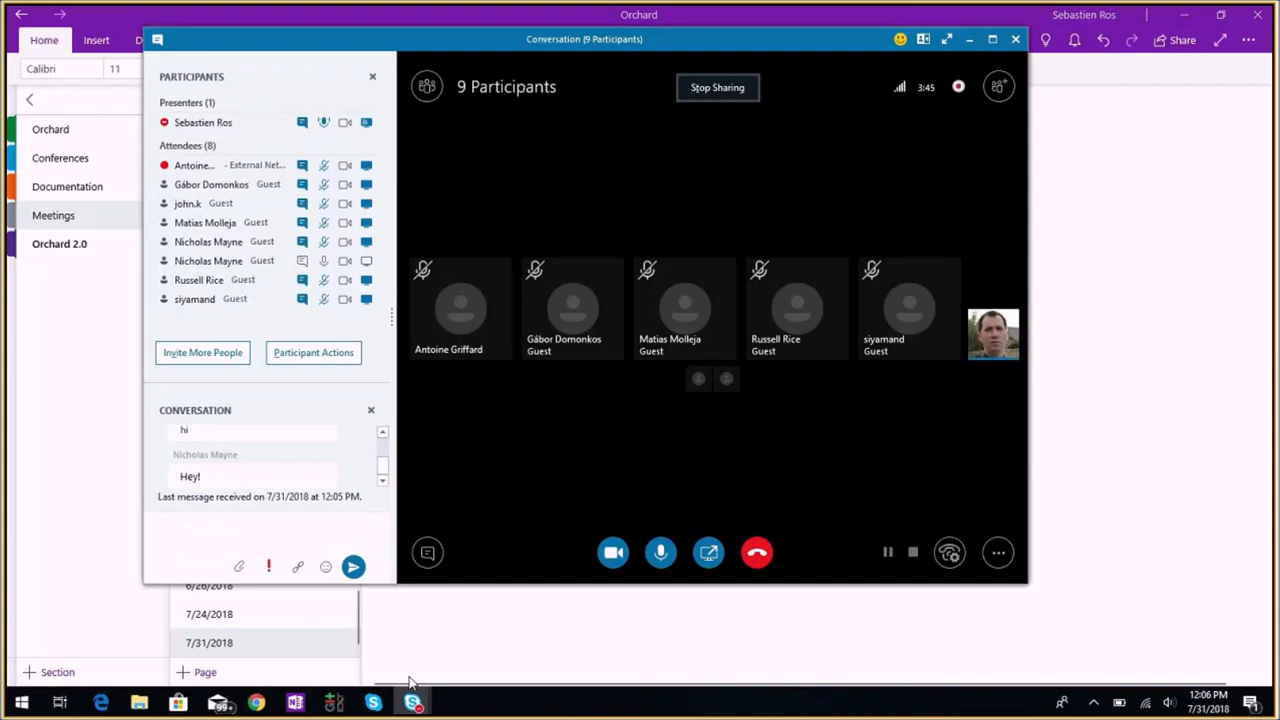 Orchard
Sebastien Ros
Home
Insert
D
Share
Calibri
11
Orchard
Conferences
Documentation
Meetings
Orchard 2.0
Conversation (9 Participants)
PARTICIPANTS
Presenters (1)
Sebastien Ros
Attendees (8)
Antoine... - External Net...
Gábor Domonkos Guest
john.k Guest
Matias Molleja Guest
Nicholas Mayne Guest
Nicholas Mayne Guest
Russell Rice Guest
siyamand Guest
Invite More People
Participant Actions
CONVERSATION
hi
Nicholas Mayne
Hey!
Last message received on 7/31/2018 at 12:05 PM.
9 Participants
Stop Sharing
3:45
Antoine Griffard
Gábor Domonkos
Guest
Matias Molleja
Guest
Russell Rice
Guest
siyamand
Guest
6/26/2018
7/24/2018
7/31/2018
Section
Page
99+
12:06 PM
7/31/2018
1